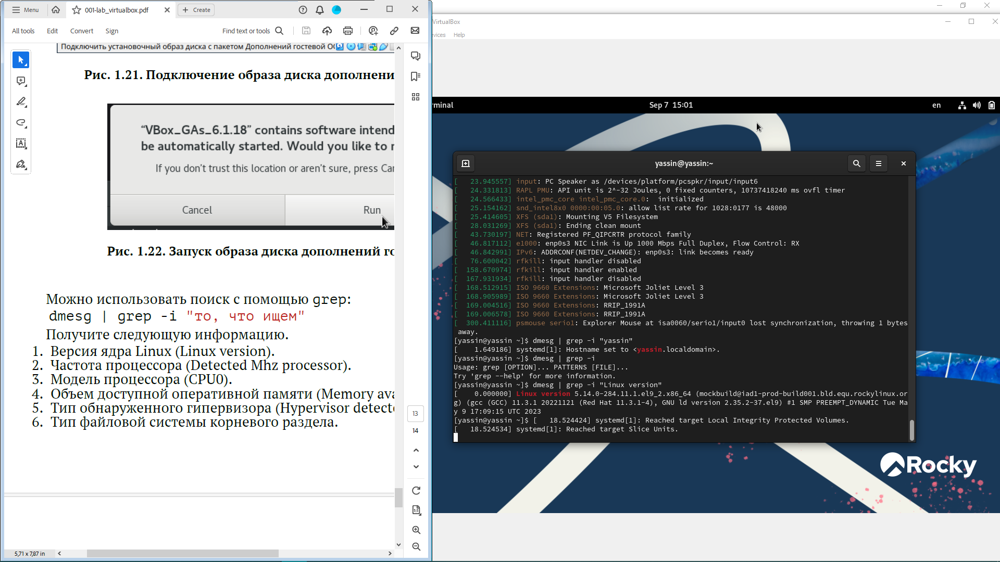 Menu
001-lab_virtualbox.pdf
Create
All tools
Edit
Convert
Sign
Find text or tools
Подключить установочный образ диска с пакетом Дополнений гостевой О
Рис. 1.21. Подключение образа диска дополнени
“VBox_GAs_6.1.18” contains software intend
be automatically started. Would you like to r
If you don’t trust this location or aren’t sure, press Car
Cancel
Run
Рис. 1.22. Запуск образа диска дополнений го
Можно использовать поиск с помощью grep:
dmesg | grep -i "то, что ищем"
Получите следующую информацию.
1. Версия ядра Linux (Linux version).
2. Частота процессора (Detected Mhz processor).
3. Модель процессора (CPU0).
4. Объем доступной оперативной памяти (Memory ava
5. Тип обнаруженного гипервизора (Hypervisor detecte
6. Тип файловой системы корневого раздела.
13
14
5,71 x 7,87 in
VirtualBox
evices
Help
rminal
Sep 7 15:01
en
yassin@yassin:~
[   23.945557] input: PC Speaker as /devices/platform/pcspkr/input/input6
[   24.331813] RAPL PMU: API unit is 2^-32 Joules, 0 fixed counters, 10737418240 ms ovfl timer
[   24.566433] intel_pmc_core intel_pmc_core.0:  initialized
[   25.154162] snd_intel8x0 0000:00:05.0: allow list rate for 1028:0177 is 48000
[   25.414605] XFS (sda1): Mounting V5 Filesystem
[   28.031269] XFS (sda1): Ending clean mount
[   43.730197] NET: Registered PF_QIPCRTR protocol family
[   46.817112] e1000: enp0s3 NIC Link is Up 1000 Mbps Full Duplex, Flow Control: RX
[   46.842991] IPv6: ADDRCONF(NETDEV_CHANGE): enp0s3: link becomes ready
[   76.600042] rfkill: input handler disabled
[  158.670974] rfkill: input handler enabled
[  167.931934] rfkill: input handler disabled
[  168.512915] ISO 9660 Extensions: Microsoft Joliet Level 3
[  168.905989] ISO 9660 Extensions: Microsoft Joliet Level 3
[  169.004516] ISO 9660 Extensions: RRIP_1991A
[  169.006578] ISO 9660 Extensions: RRIP_1991A
[  300.411116] psmouse serio1: Explorer Mouse at isa0060/serio1/input0 lost synchronization, throwing 1 bytes
away.
[yassin@yassin ~]$ dmesg | grep -i "yassin"
[    1.649186] systemd[1]: Hostname set to <yassin.localdomain>.
[yassin@yassin ~]$ dmesg | grep -i
Usage: grep [OPTION]... PATTERNS [FILE]...
Try 'grep --help' for more information.
[yassin@yassin ~]$ dmesg | grep -i "Linux version"
[    0.000000] Linux version 5.14.0-284.11.1.el9_2.x86_64 (mockbuild@iad1-prod-build001.bld.equ.rockylinux.or
g) (gcc (GCC) 11.3.1 20221121 (Red Hat 11.3.1-4), GNU ld version 2.35.2-37.el9) #1 SMP PREEMPT_DYNAMIC Tue Ma
y 9 17:09:15 UTC 2023
[yassin@yassin ~]$ [   18.524424] systemd[1]: Reached target Local Integrity Protected Volumes.
[   18.524534] systemd[1]: Reached target Slice Units.
Rocky